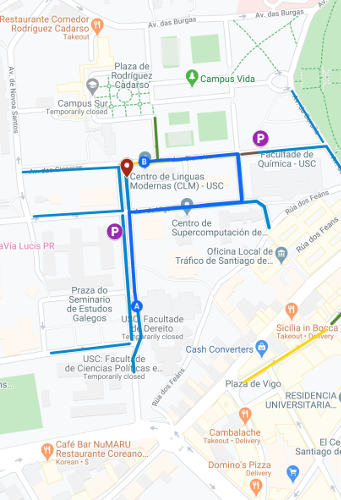 Av. das Burgas
Av. das Burgas
Restaurante Comedor
Rodríguez Cadarso
Takeout
Plaza de
Rodríguez
Cadarso
Campus Vida
Av. de Novoa Santos
Campus Sur
Temporarily closed
P
B
Facultade de
Química - USC
Av. das Ciencias
Centro de Linguas
Modernas (CLM) - USC
Rúa dos Feáns
Centro de
Supercomputación de...
P
aVía Lucis PR
Rúa dos Feáns
Oficina Local de
Tráfico de Santiago de...
Praza do
Seminario
de Estudos
Galegos
A
USC: Facultade
de Dereito
Temporarily closed
Sicilia in Bocca
Takeout • Delivery
USC: Facultade
de Ciencias Políticas e...
Temporarily closed
Cash Converters
Rúa dos Feáns
Plaza de Vigo
RESIDENCIA
UNIVERSITARIA...
Cambalache
Takeout • Delivery
Café Bar NuMARU
Restaurante Coreano...
Korean • $
El Ce
Santiago de
Domino's Pizza
Delivery